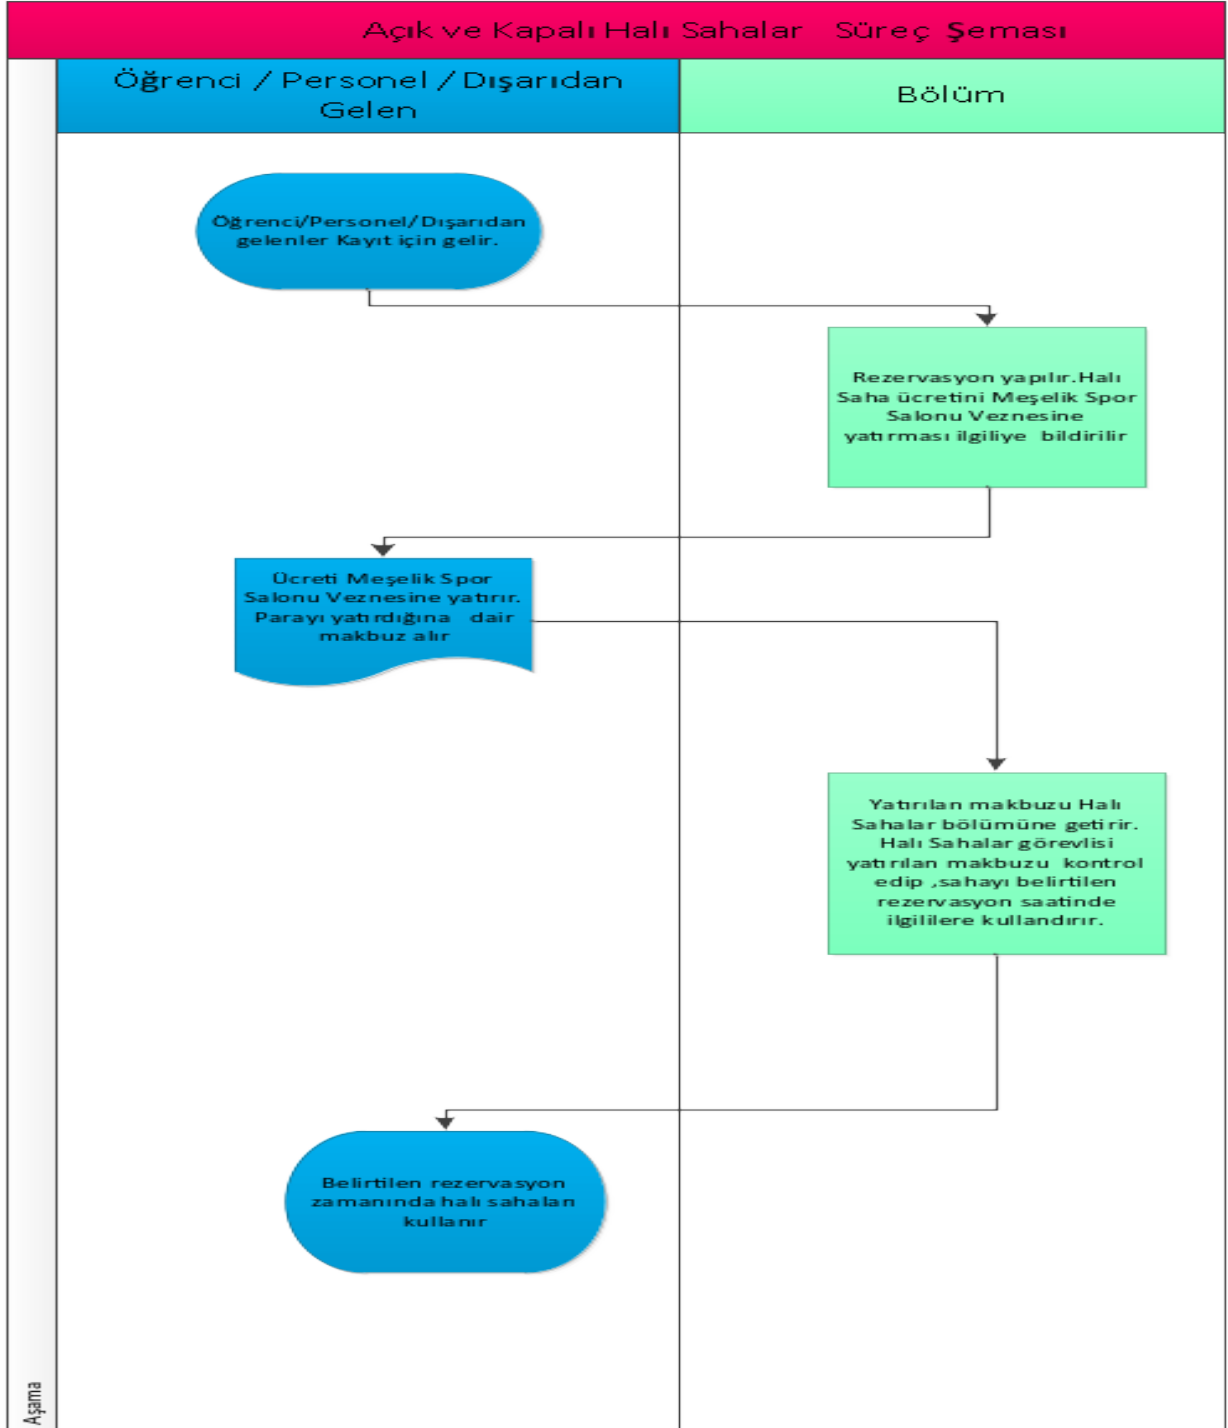 Açık ve Kapalı Halı Sahalar Süreç Şeması
Öğrenci / Personel / Dışarıdan
Gelen
Bölüm
Öğrenci/Personel/Dışarıdan
gelenler Kayıt için gelir.
Rezervasyon yapılır.Halı
Saha ücretini Meşelik Spor
Salonu Veznesine
yatırması ilgiliye bildirilir
Ücreti Meşelik Spor
Salonu Veznesine yatırır.
Parayı yatırdığına dair
makbuz alır
Yatırılan makbuzu Halı
Sahalar bölümüne getirir.
Halı Sahalar görevlisi
yatırılan makbuzu kontrol
edip ,sahayı belirtilen
rezervasyon saatinde
ilgililere kullandırır.
Belirtilen rezervasyon
zamanında halı sahaları
kullanır
Aşama